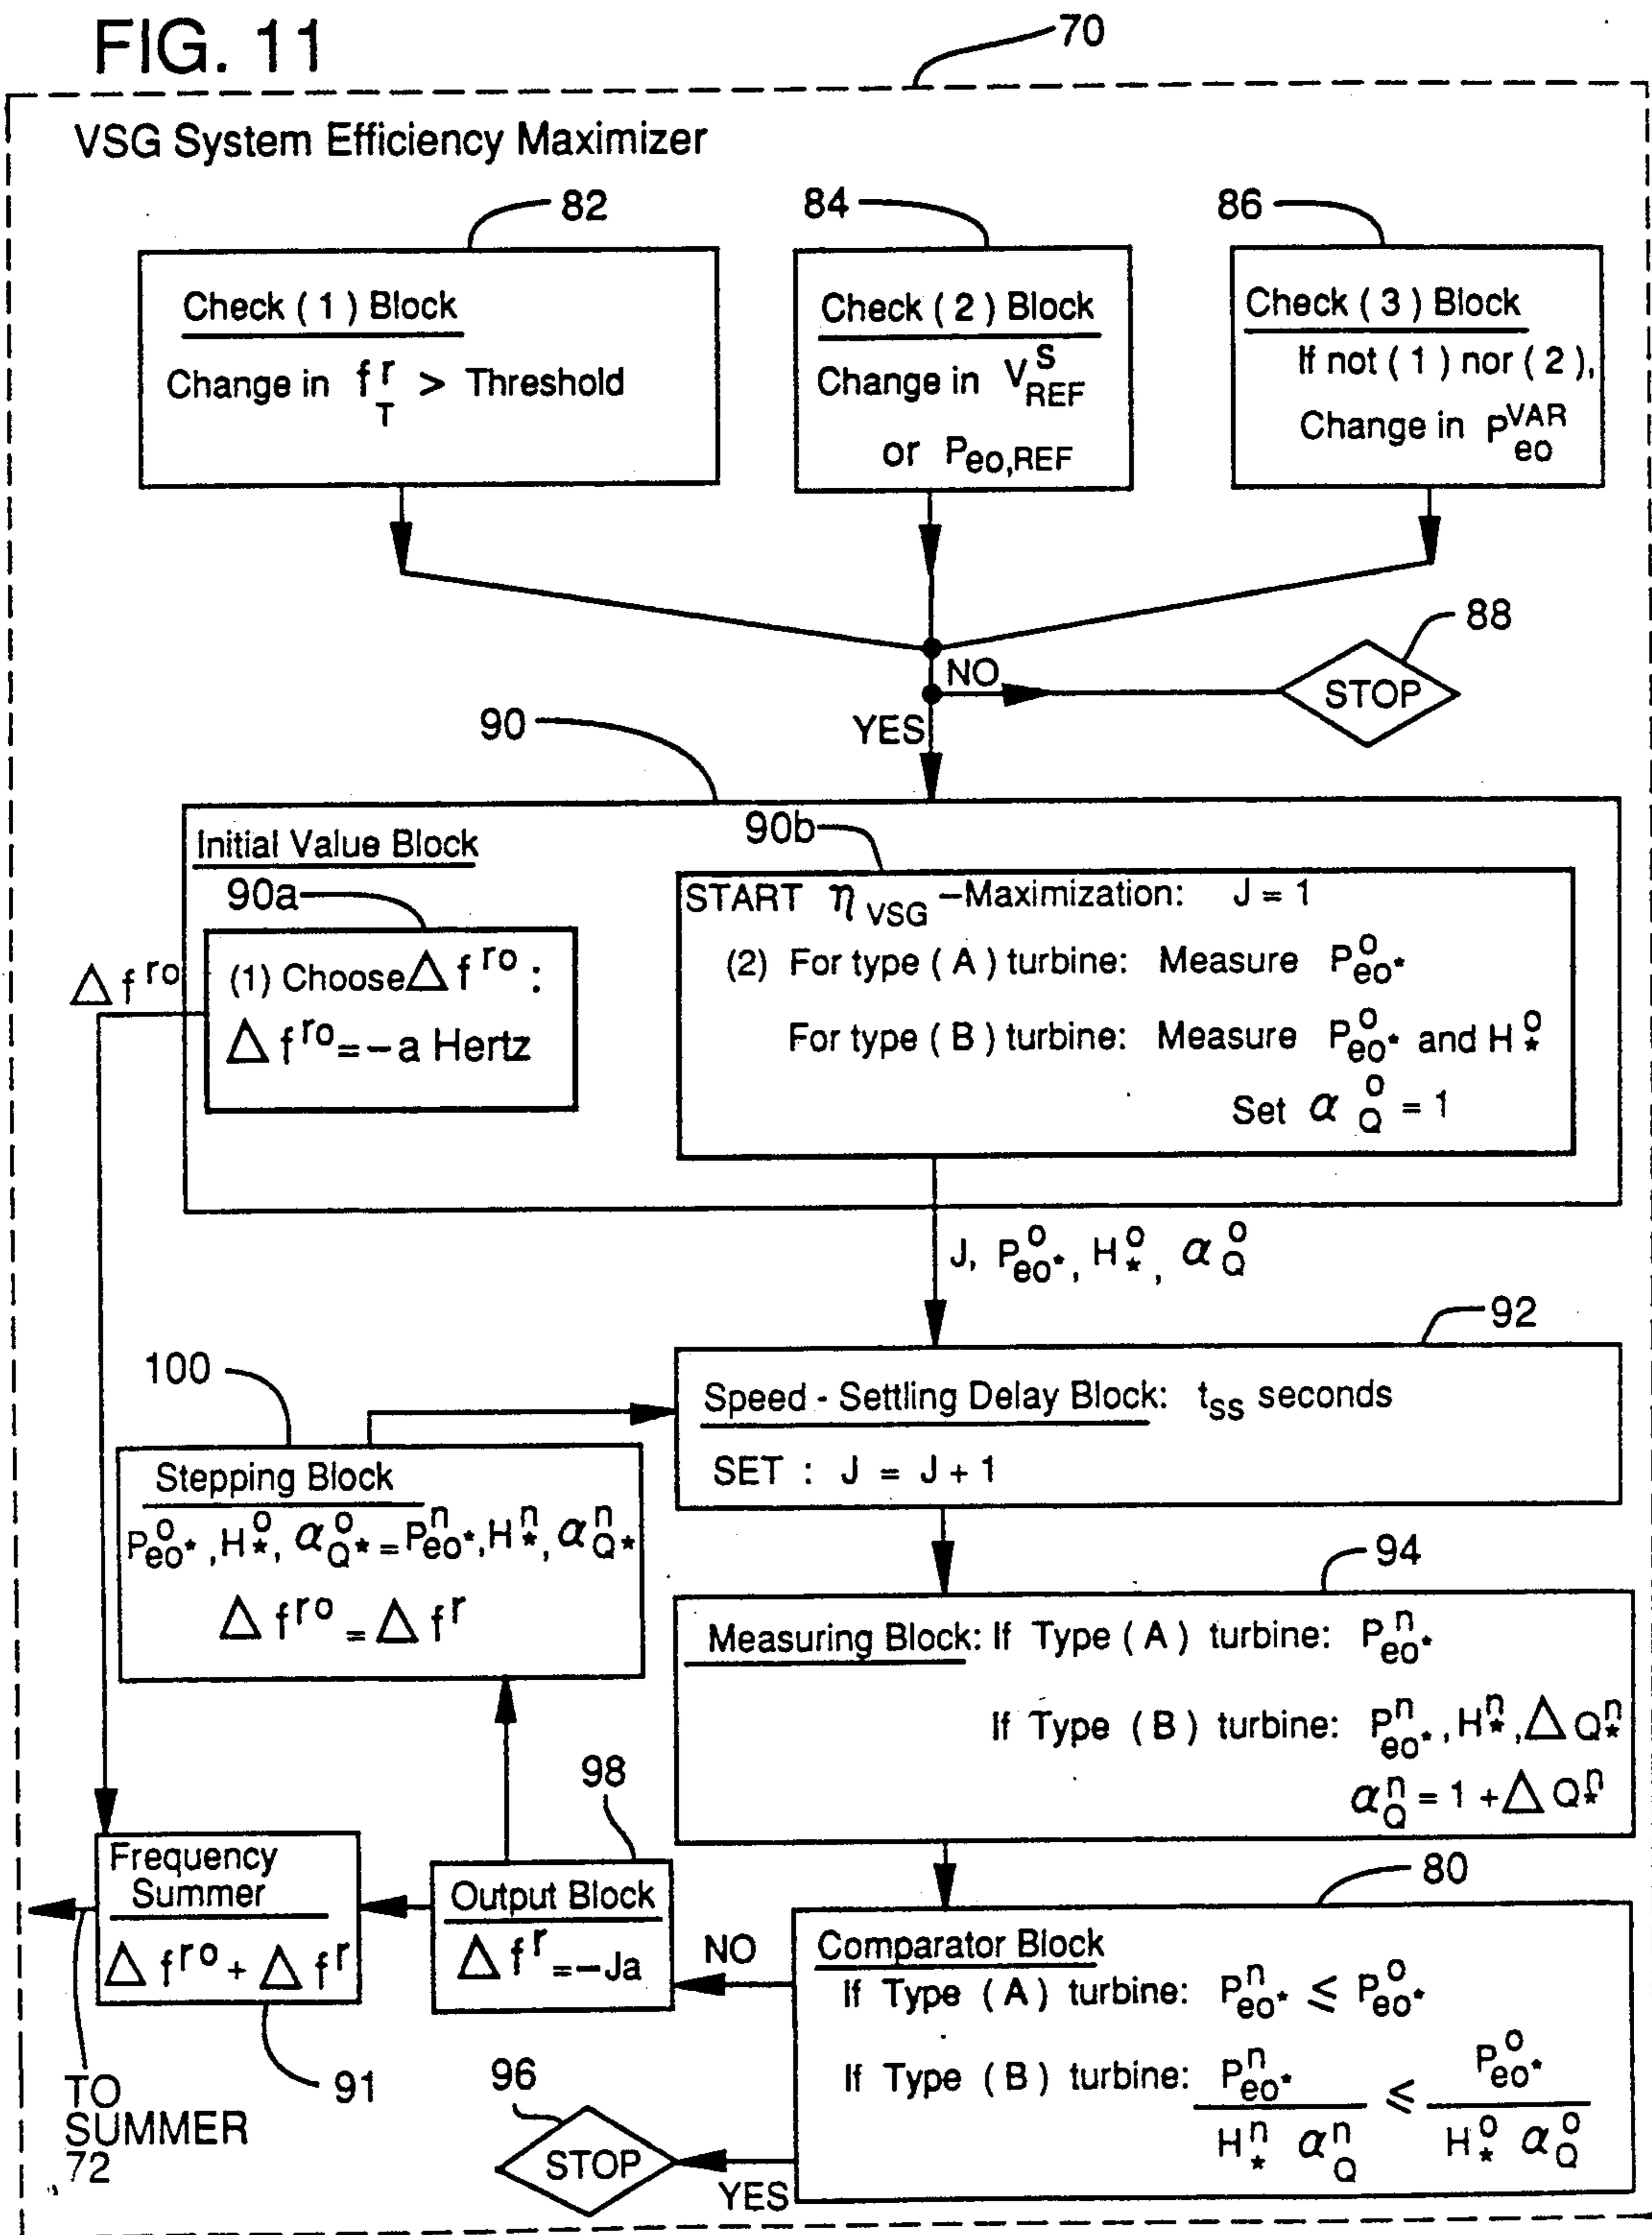 FIG. 11
70
VSG System Efficiency Maximizer
82
Check ( 1 ) Block
Change in f^r_T > Threshold
84
Check ( 2 ) Block
Change in V^S_REF
or P_eo,REF
86
Check ( 3 ) Block
If not ( 1 ) nor ( 2 ),
Change in P^VAR_eo
NO
88
STOP
YES
90
Initial Value Block
90a
(1) Choose Δ f^ro :
Δ f^ro = –a Hertz
Δ f^ro
90b
START η_VSG –Maximization: J = 1
(2) For type ( A ) turbine: Measure P^o_eo*
For type ( B ) turbine: Measure P^o_eo* and H^o_*
Set α^o_Q = 1
J, P^o_eo*, H^o_*, α^o_Q
92
Speed - Settling Delay Block: t_ss seconds
SET : J = J + 1
100
Stepping Block
P^o_eo*, H^o_*, α^o_Q* = P^n_eo*, H^n_*, α^n_Q*
Δ f^ro = Δ f^r
94
Measuring Block: If Type ( A ) turbine: P^n_eo*
If Type ( B ) turbine: P^n_eo*, H^n_*, Δ Q^n_*
α^n_Q = 1 + Δ Q^n_*
98
Output Block
Δ f^r = –Ja
Frequency
Summer
Δ f^ro + Δ f^r
91
TO
SUMMER
72
80
Comparator Block
If Type ( A ) turbine: P^n_eo* ≤ P^o_eo*
If Type ( B ) turbine: P^n_eo* / H^n_* α^n_Q ≤ P^o_eo* / H^o_* α^o_Q
NO
96
STOP
YES